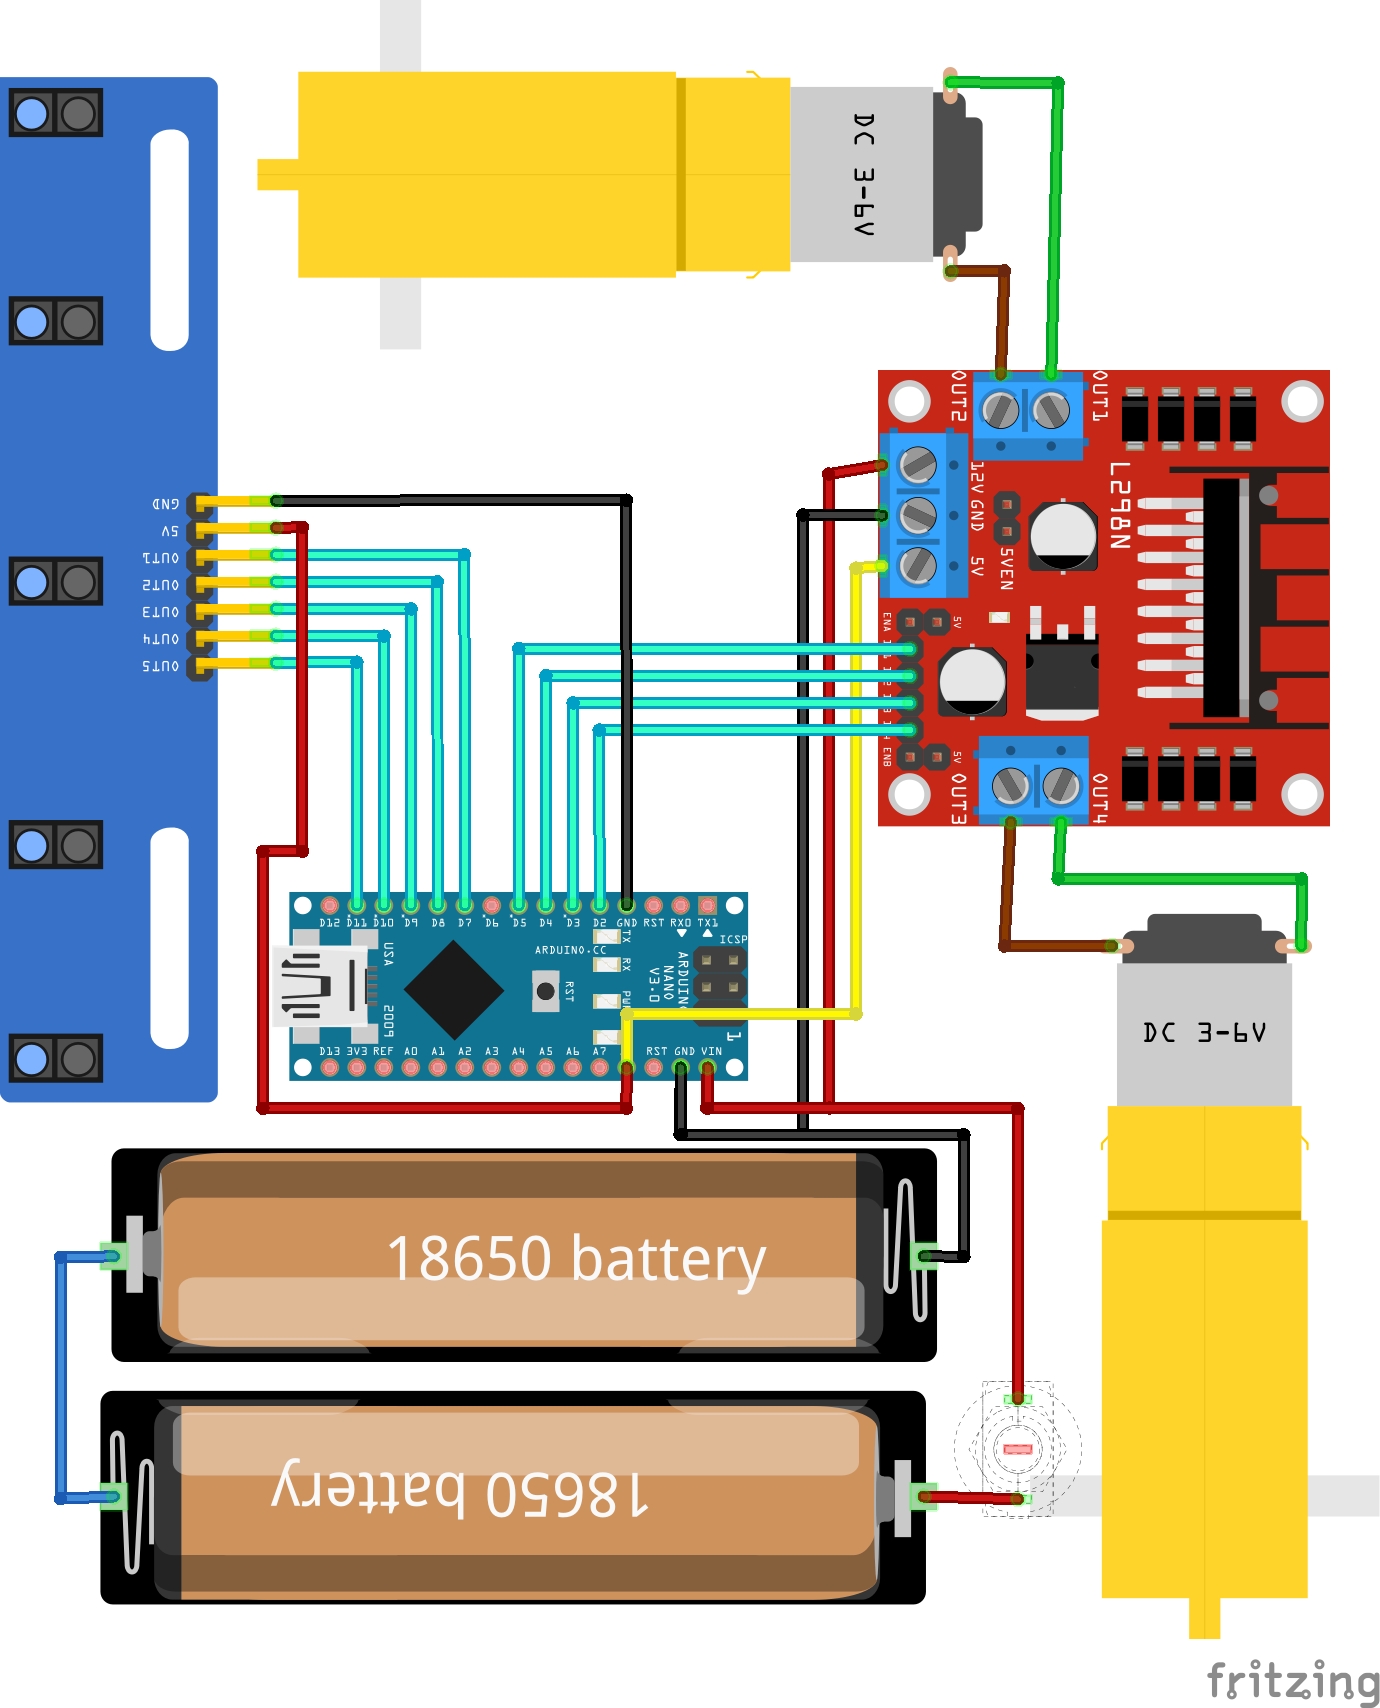 DC 3-6V
OUT2
OUT1
12V
GND
5V
L298N
5VEN
ENA
5V
ENB
5V
OUT3
OUT4
GND
5V
OUT1
OUT2
OUT3
OUT4
OUT5
D12 D11 D10 D9 D8 D7 D6 D5 D4 D3 D2 GND RST RX0 TX1
USB
TX
RX
ARDUINO.CC
RST
ICSP
ARDUINO
NANO
V3.0
1
D13 3V3 REF A0 A1 A2 A3 A4 A5 A6 A7 RST GND VIN
DC 3-6V
18650 battery
18650 battery
fritzing